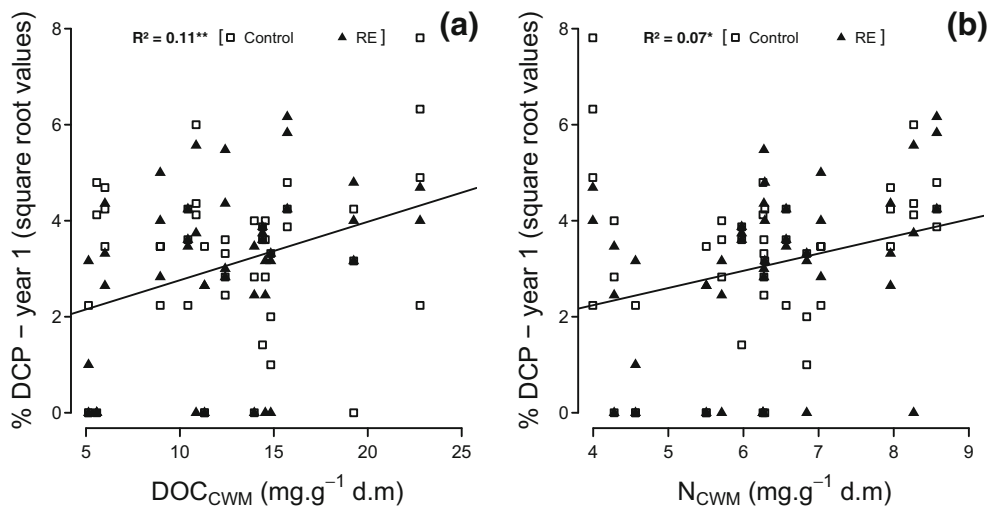 (a)
R² = 0.11** [ Control RE ]
% DCP – year 1 (square root values)
8
6
4
2
0
5 10 15 20 25
DOC_CWM (mg.g⁻¹ d.m)
(b)
R² = 0.07* [ Control RE ]
% DCP – year 1 (square root values)
8
6
4
2
0
4 5 6 7 8 9
N_CWM (mg.g⁻¹ d.m)